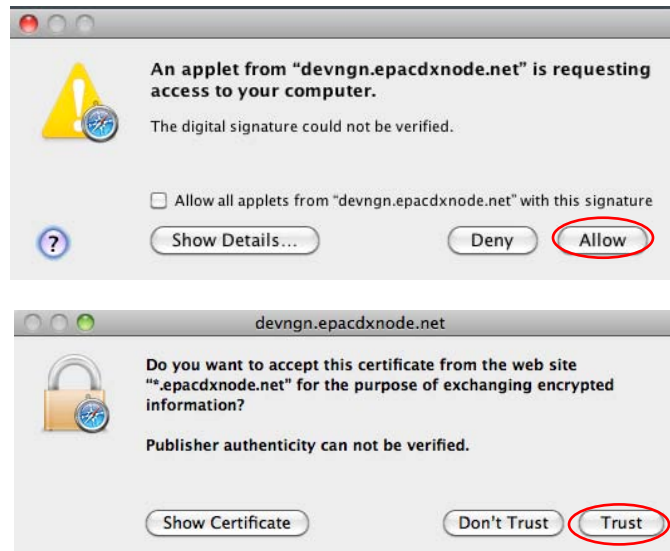 An applet from “devngn.epacdxnode.net” is requesting
access to your computer.
The digital signature could not be verified.
Allow all applets from “devngn.epacdxnode.net” with this signature
?
Show Details...
Deny
Allow
devngn.epacdxnode.net
Do you want to accept this certificate from the web site
“*.epacdxnode.net” for the purpose of exchanging encrypted
information?
Publisher authenticity can not be verified.
Show Certificate
Don't Trust
Trust